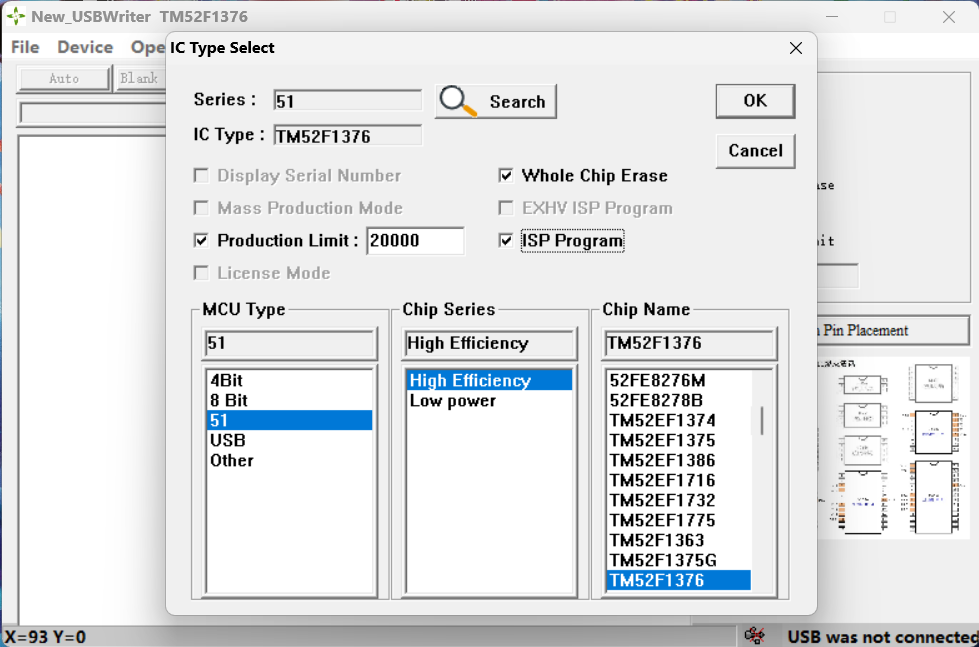 New_USBWriter TM52F1376
File Device Ope
IC Type Select
Auto Blank
Series : 51 Search OK
IC Type : TM52F1376 Cancel
Display Serial Number Whole Chip Erase
Mass Production Mode EXHV ISP Program
Production Limit : 20000 ISP Program
License Mode
MCU Type
51
4Bit
8 Bit
51
USB
Other
Chip Series
High Efficiency
High Efficiency
Low power
Chip Name
TM52F1376
52FE8276M
52FE8278B
TM52EF1374
TM52EF1375
TM52EF1386
TM52EF1716
TM52EF1732
TM52EF1775
TM52F1363
TM52F1375G
TM52F1376
Pin Placement
X=93 Y=0 USB was not connected